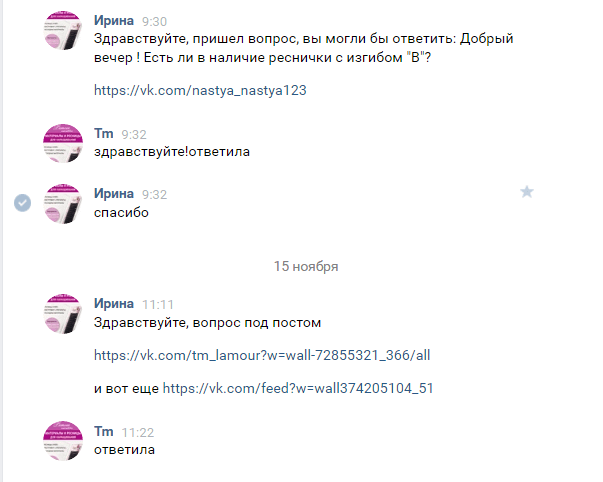 Ирина 9:30
Здравствуйте, пришел вопрос, вы могли бы ответить: Добрый
вечер ! Есть ли в наличие реснички с изгибом "В"?
https://vk.com/nastya_nastya123
Tm 9:32
здравствуйте!ответила
Ирина 9:32
спасибо
15 ноября
Ирина 11:11
Здравствуйте, вопрос под постом
https://vk.com/tm_lamour?w=wall-72855321_366/all
и вот еще https://vk.com/feed?w=wall374205104_51
Tm 11:22
ответила